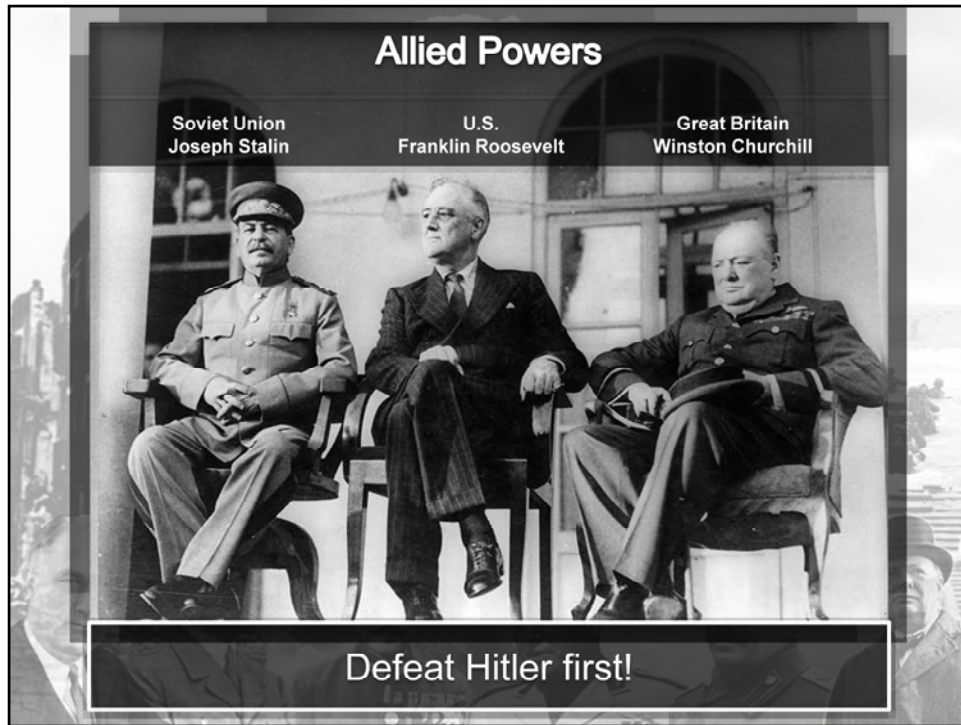 Allied Powers
Soviet Union
Joseph Stalin
U.S.
Franklin Roosevelt
Great Britain
Winston Churchill
Defeat Hitler first!